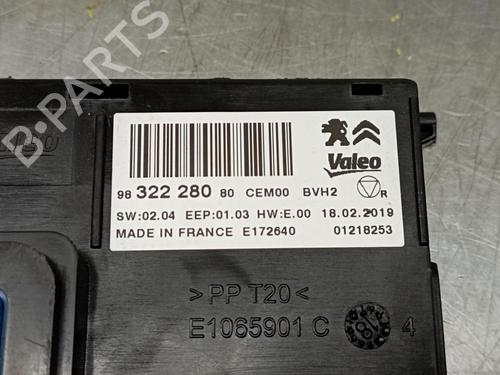 B-Parts
Valeo
98 322 280 80 CEM00 BVH2 R
SW:02.04 EEP:01.03 HW:E.00 18.02.2019
MADE IN FRANCE E172640 01218253
>PP T20<
E1065901 C 4